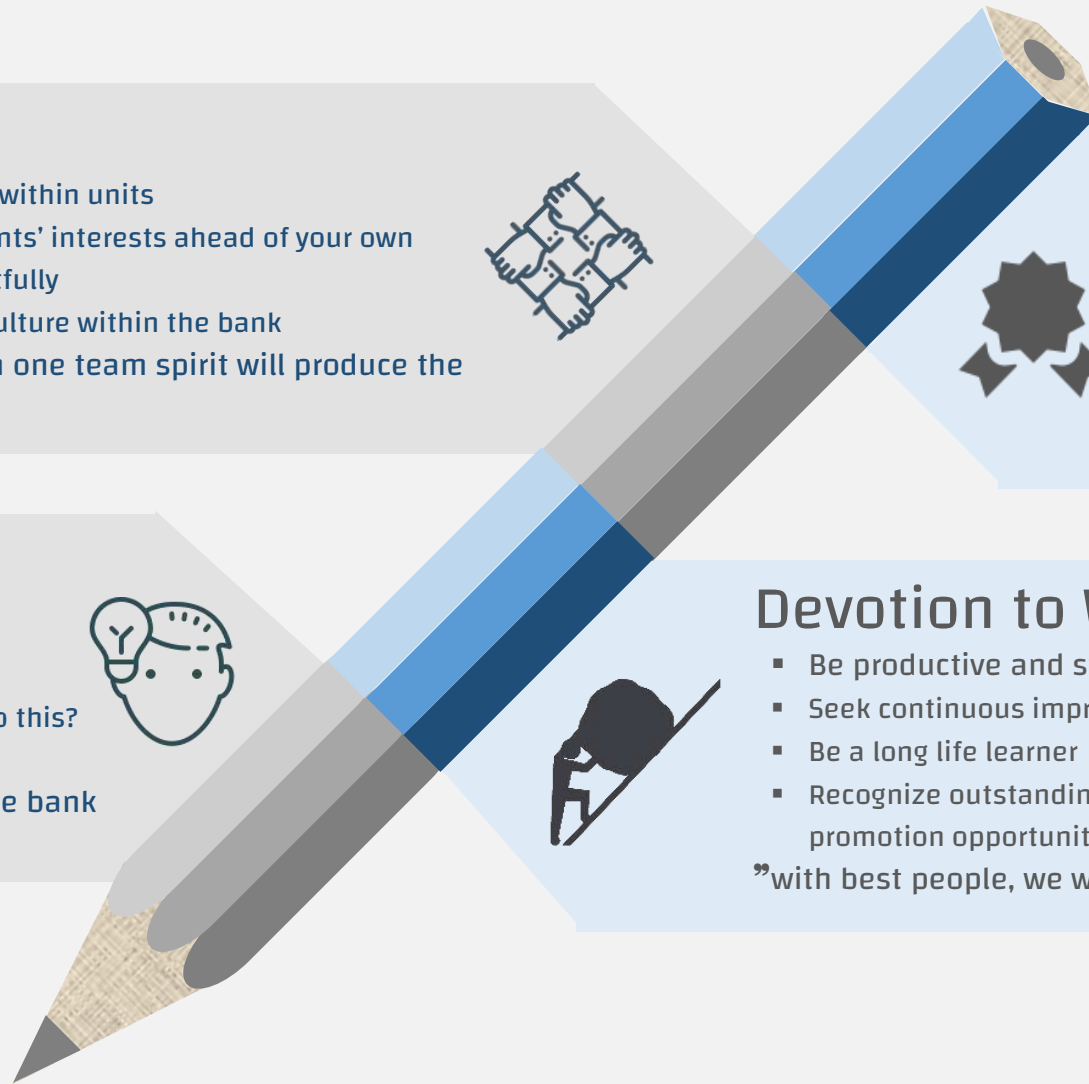 within units
nts’ interests ahead of your own
tfully
ulture within the bank
one team spirit will produce the
this?
e bank
Devotion to
▪ Be productive and s
▪ Seek continuous impr
▪ Be a long life learner
▪ Recognize outstandin
promotion opportunit
”with best people, we w